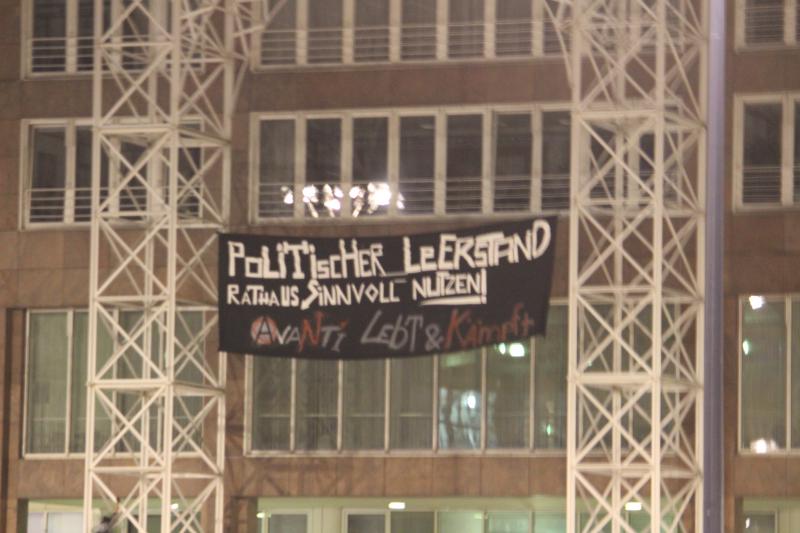 POLiTiSCHER LEERSTAND
RATHAUS SiNNVOLL NUTZEN!
AVANTi LEbT & Kämpft